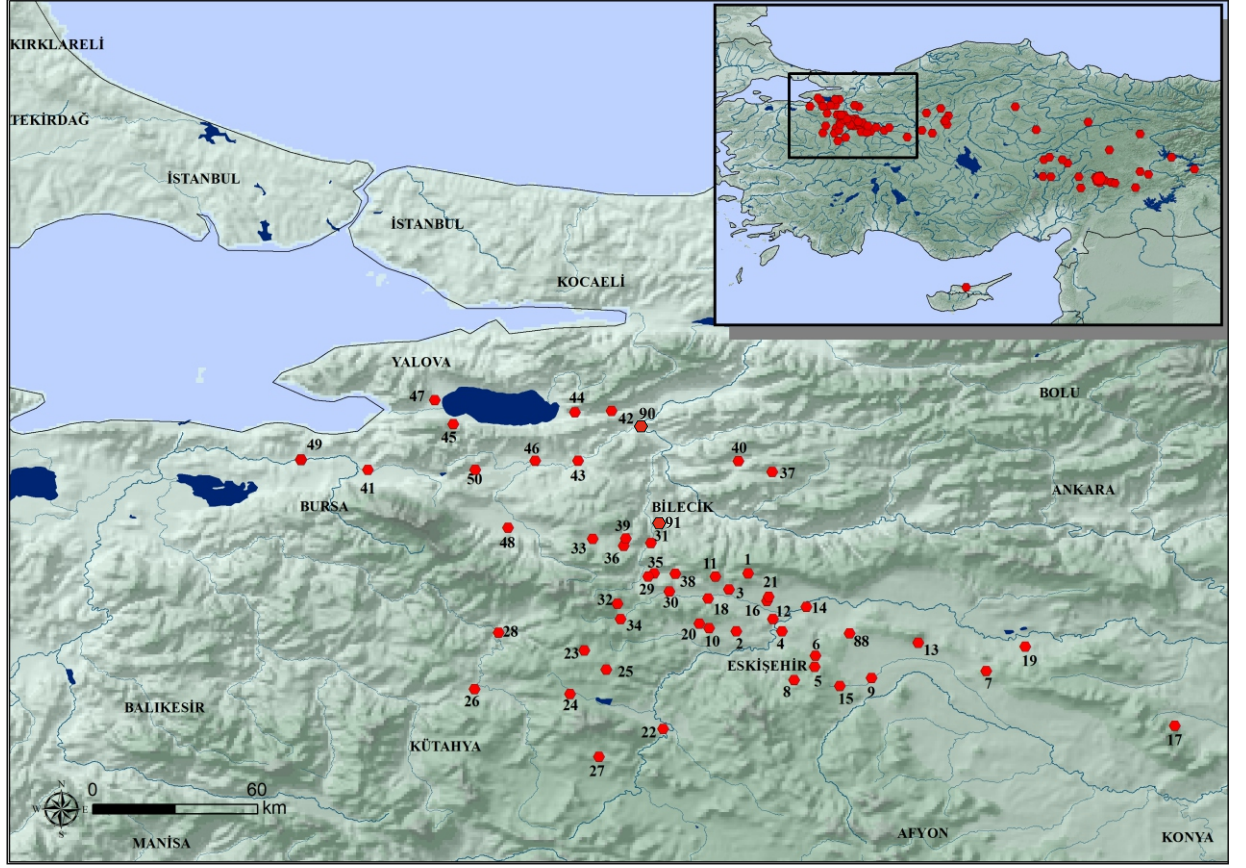 KIRKLARELİ
TEKİRDAĞ
İSTANBUL
İSTANBUL
KOCAELİ
YALOVA
BOLU
47
44
42
90
45
49
46
40
41
50
43
37
ANKARA
BURSA
BİLECİK
91
48
39
33
36
31
35
11
1
29
38
3
21
30
18
16
14
32
12
34
20
10
2
4
88
28
6
13
23
ESKİŞEHİR
5
19
25
8
9
7
26
24
15
BALIKESİR
22
17
KÜTAHYA
27
N
W
E
S
0
60
km
MANİSA
AFYON
KONYA